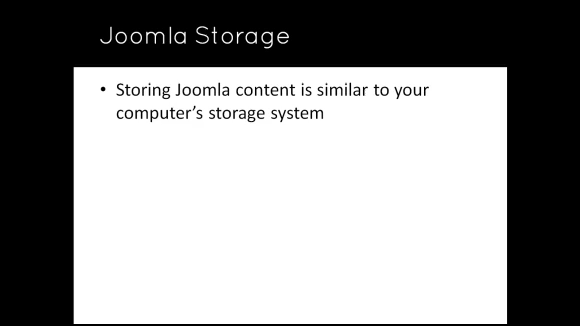 Joomla Storage
• Storing Joomla content is similar to your
computer’s storage system